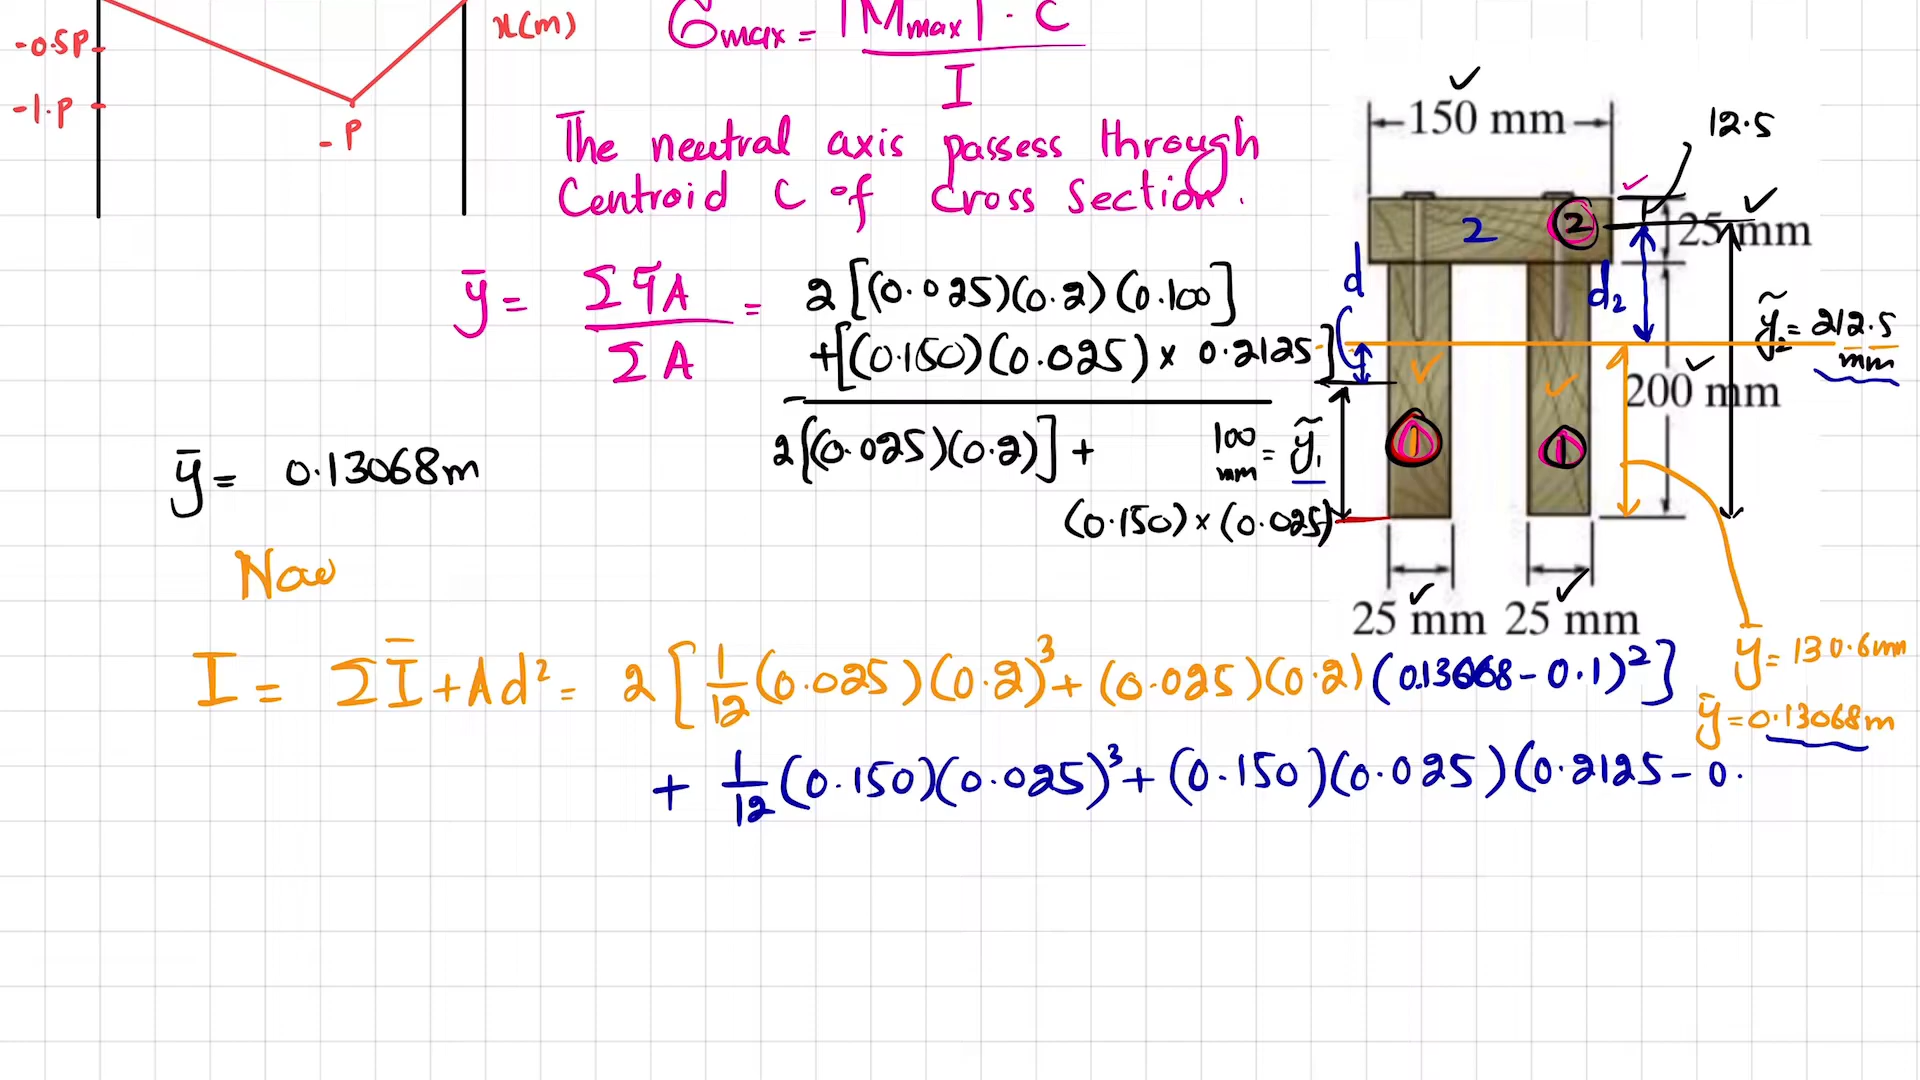 -0.5P
-1.P
-P
x(m)
σmax = |Mmax| · C / I
The neutral axis passess through
Centroid C of Cross Section.
ȳ = ΣỹA / ΣA = 2[(0.025)(0.2)(0.100]
+[(0.150)(0.025) × 0.2125]
2[(0.025)(0.2)] +
(0.150) × (0.025)
100 mm = ỹ1
ȳ = 0.13068m
Now
I = ΣĪ + Ad² = 2[1/12 (0.025)(0.2)³ + (0.025)(0.2)(0.13068 - 0.1)²]
+ 1/12 (0.150)(0.025)³ + (0.150)(0.025)(0.2125 - 0.
150 mm
12.5
25 mm
2
2
d
d2
ỹ2 = 212.5 mm
200 mm
1
1
25 mm
25 mm
ȳ = 130.6mm
ȳ = 0.13068m